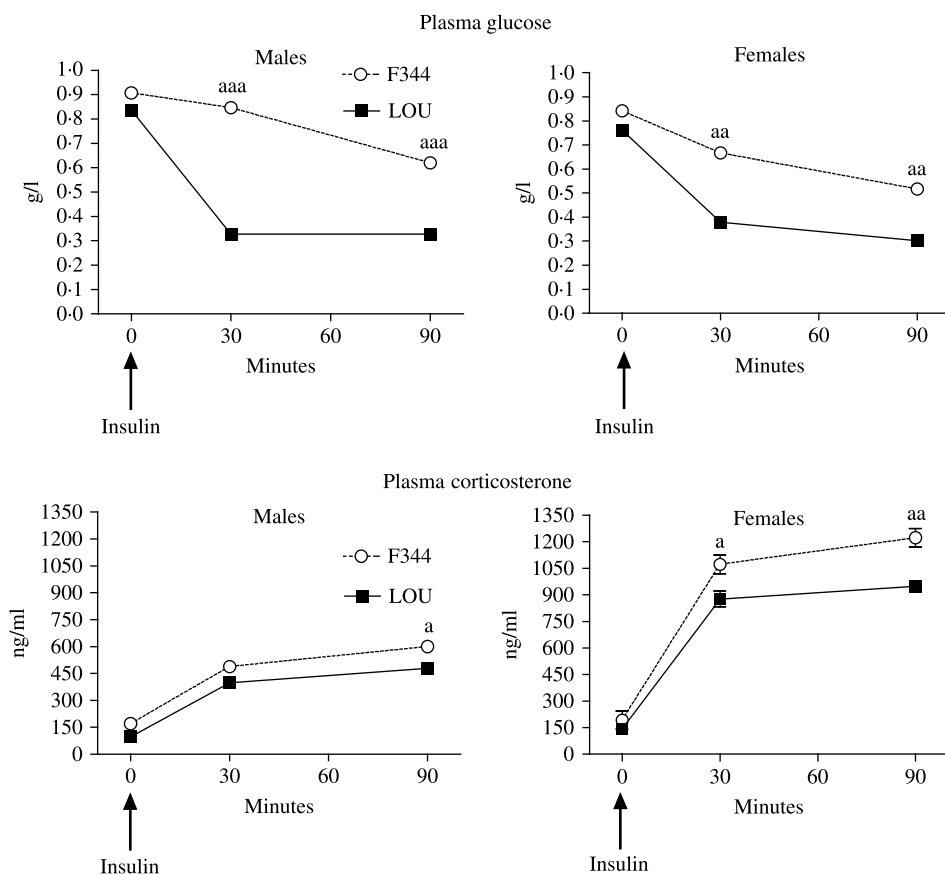 Plasma glucose
Males
F344
LOU
aaa
aaa
1·0
0·9
0·8
0·7
0·6
0·5
0·4
0·3
0·2
0·1
0·0
g/l
0 30 60 90
Minutes
Insulin
Females
aa
aa
1·0
0·9
0·8
0·7
0·6
0·5
0·4
0·3
0·2
0·1
0·0
g/l
0 30 60 90
Minutes
Insulin
Plasma corticosterone
Males
F344
LOU
a
1350
1200
1050
900
750
600
450
300
150
0
ng/ml
0 30 60 90
Minutes
Insulin
Females
a
aa
1350
1200
1050
900
750
600
450
300
150
0
ng/ml
0 30 60 90
Minutes
Insulin